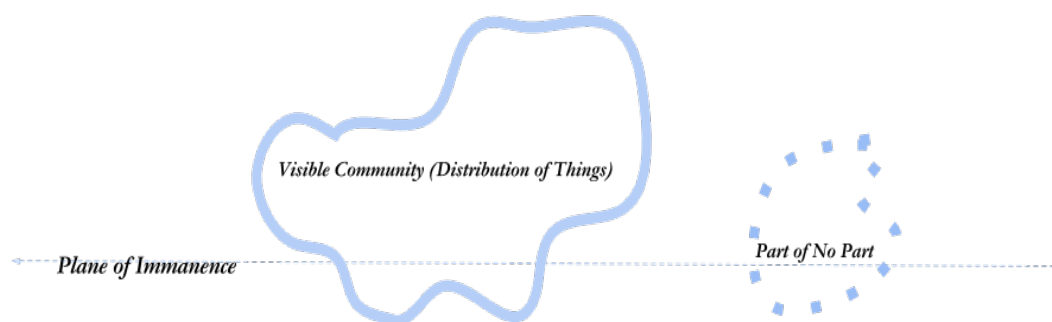 Visible Community (Distribution of Things)
Part of No Part
Plane of Immanence